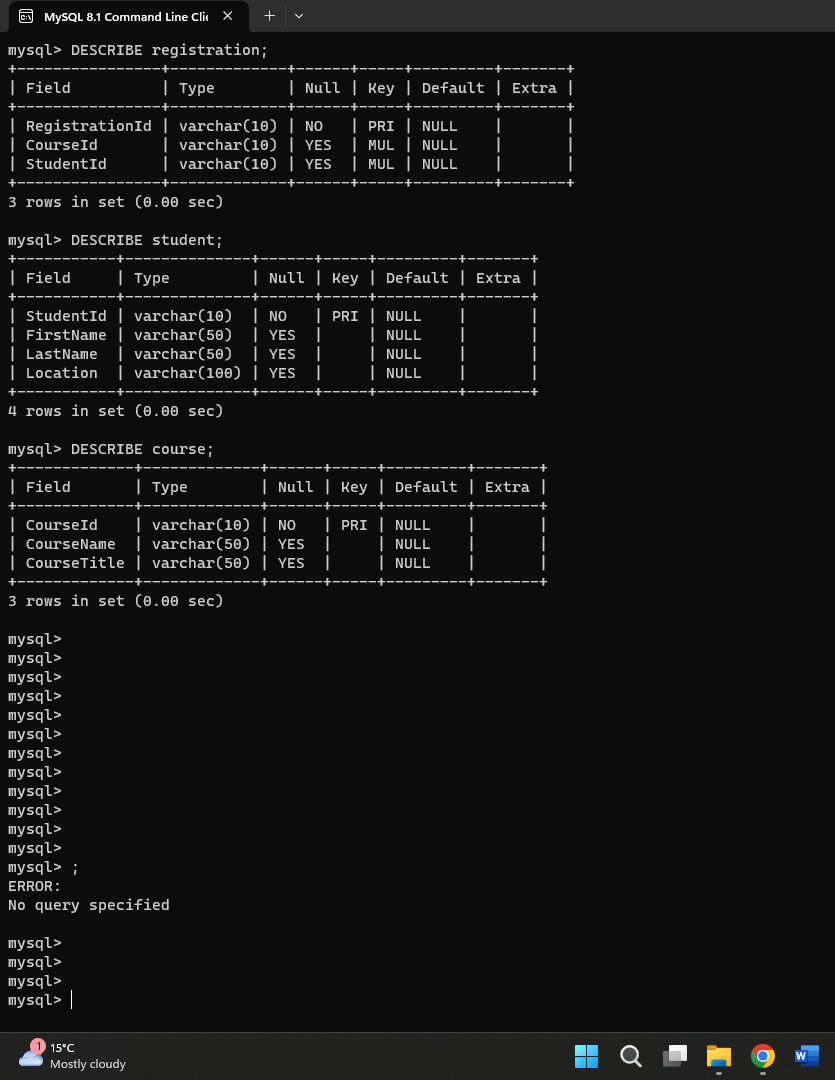 MySQL 8.1 Command Line Clie
mysql> DESCRIBE registration;
+----------------+-------------+------+-----+---------+-------+
| Field          | Type        | Null | Key | Default | Extra |
+----------------+-------------+------+-----+---------+-------+
| RegistrationId | varchar(10) | NO   | PRI | NULL    |       |
| CourseId       | varchar(10) | YES  | MUL | NULL    |       |
| StudentId      | varchar(10) | YES  | MUL | NULL    |       |
+----------------+-------------+------+-----+---------+-------+
3 rows in set (0.00 sec)
mysql> DESCRIBE student;
+-----------+--------------+------+-----+---------+-------+
| Field     | Type         | Null | Key | Default | Extra |
+-----------+--------------+------+-----+---------+-------+
| StudentId | varchar(10)  | NO   | PRI | NULL    |       |
| FirstName | varchar(50)  | YES  |     | NULL    |       |
| LastName  | varchar(50)  | YES  |     | NULL    |       |
| Location  | varchar(100) | YES  |     | NULL    |       |
+-----------+--------------+------+-----+---------+-------+
4 rows in set (0.00 sec)
mysql> DESCRIBE course;
+-------------+-------------+------+-----+---------+-------+
| Field       | Type        | Null | Key | Default | Extra |
+-------------+-------------+------+-----+---------+-------+
| CourseId    | varchar(10) | NO   | PRI | NULL    |       |
| CourseName  | varchar(50) | YES  |     | NULL    |       |
| CourseTitle | varchar(50) | YES  |     | NULL    |       |
+-------------+-------------+------+-----+---------+-------+
3 rows in set (0.00 sec)
mysql>
mysql>
mysql>
mysql>
mysql>
mysql>
mysql>
mysql>
mysql>
mysql>
mysql>
mysql>
mysql> ;
ERROR:
No query specified
mysql>
mysql>
mysql>
mysql>
1
15°C
Mostly cloudy
W